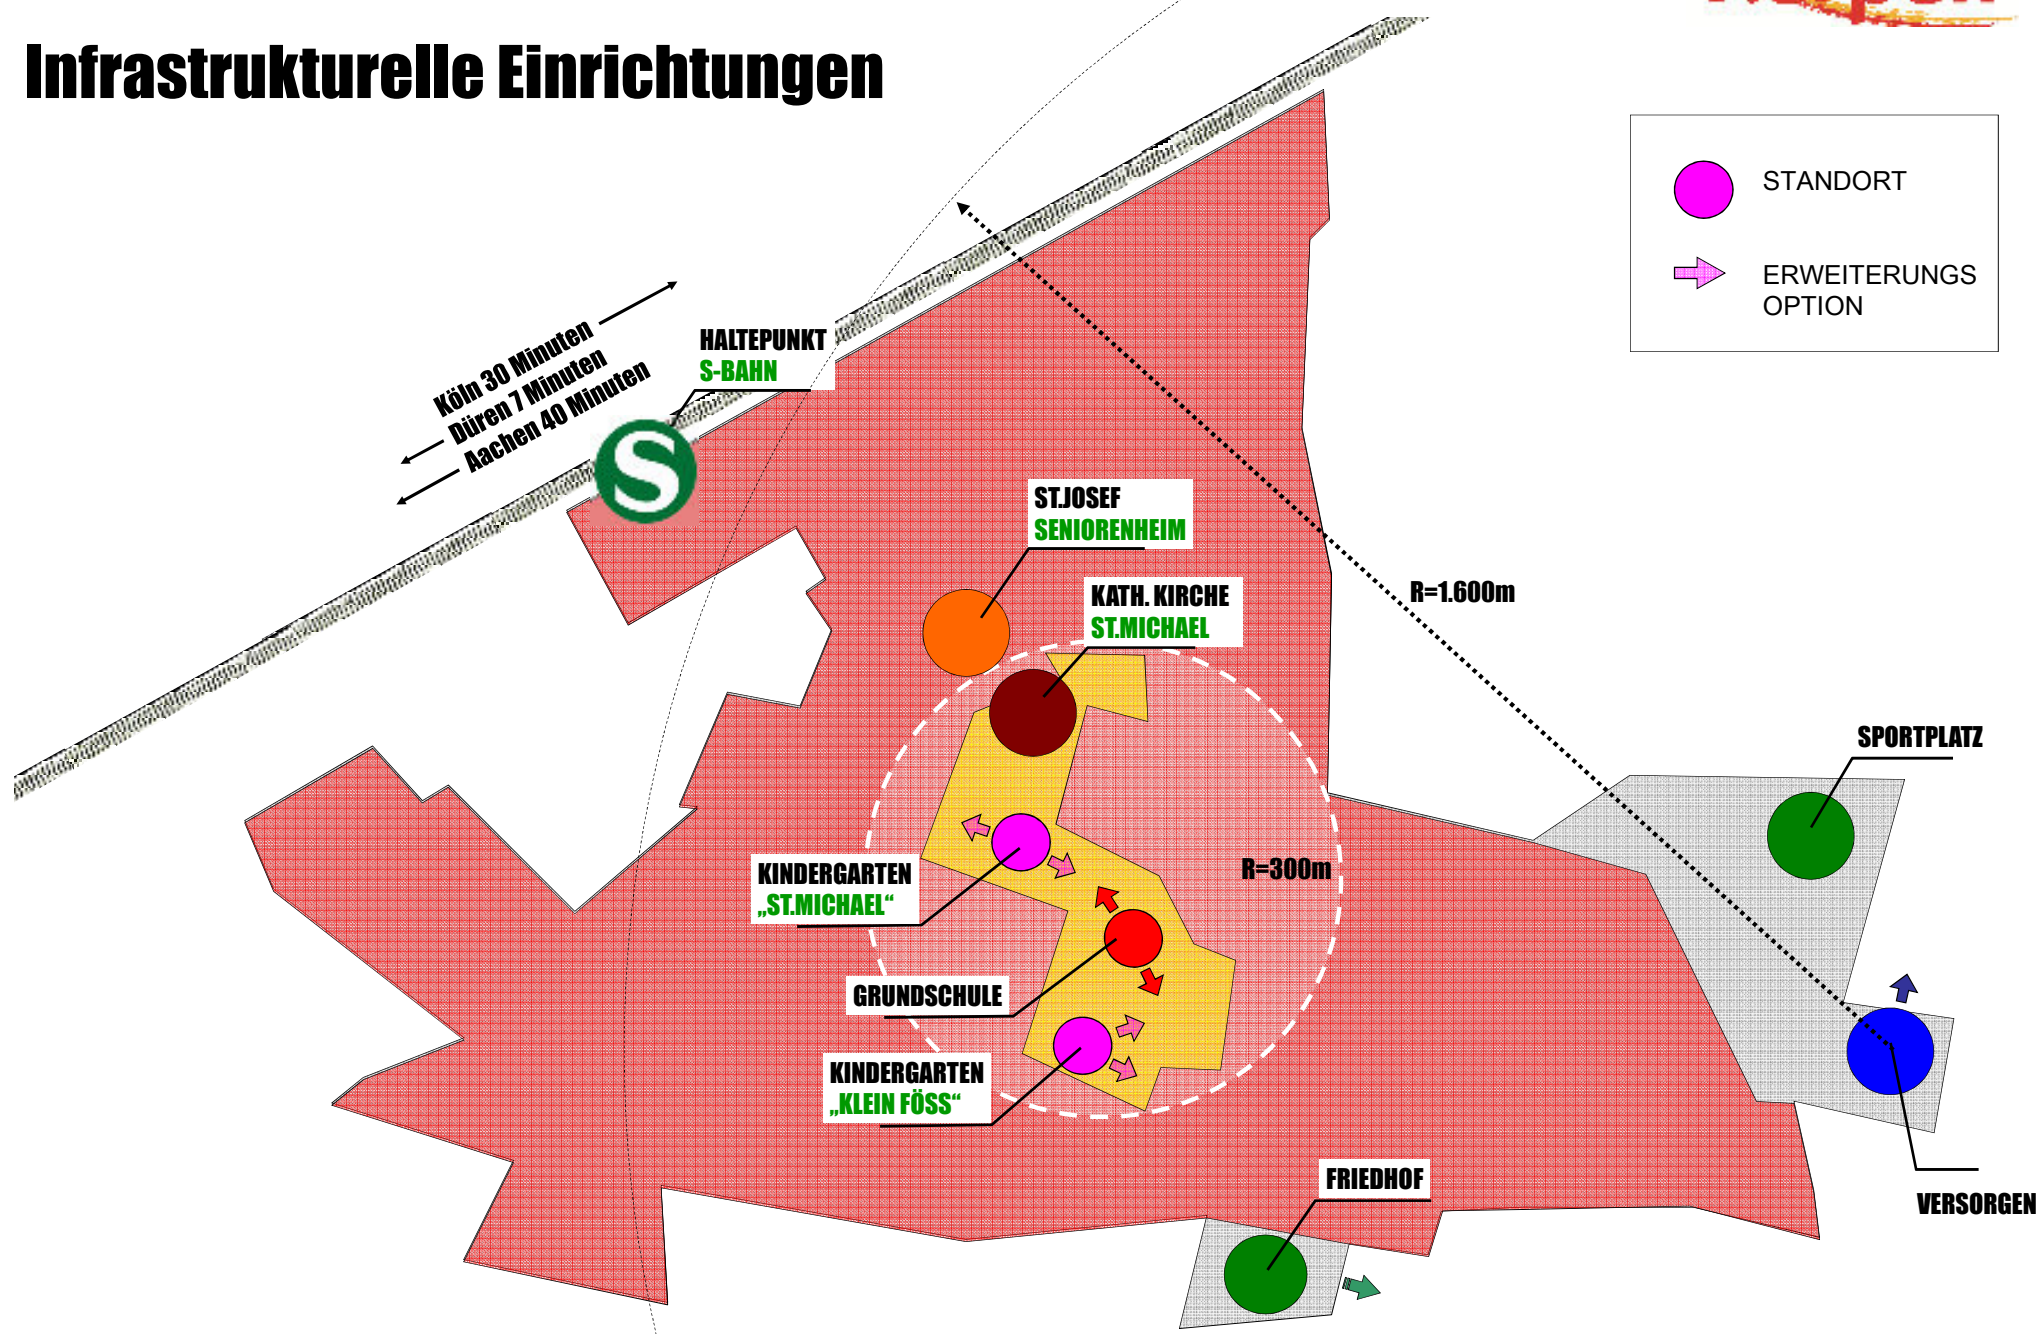 Infrastrukturelle Einrichtungen
STANDORT
ERWEITERUNGS
OPTION
Köln 30 Minuten
Düren 7 Minuten
Aachen 40 Minuten
HALTEPUNKT
S-BAHN
S
ST.JOSEF
SENIORENHEIM
KATH. KIRCHE
ST.MICHAEL
R=1.600m
SPORTPLATZ
KINDERGARTEN
„ST.MICHAEL“
R=300m
GRUNDSCHULE
KINDERGARTEN
„KLEIN FÖSS“
FRIEDHOF
VERSORGEN